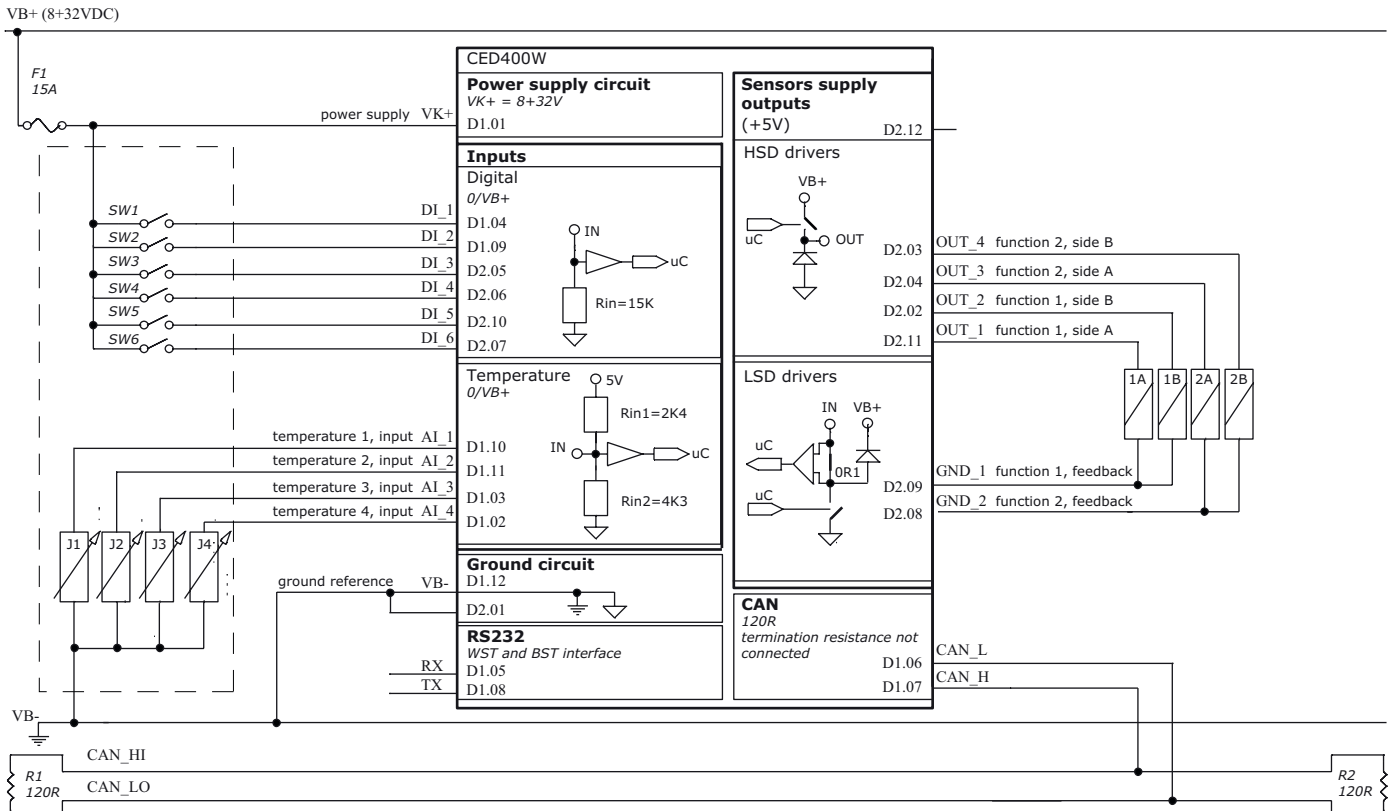 VB+ (8+32VDC)
F1
15A
power supply VK+
SW1
SW2
SW3
SW4
SW5
SW6
DI_1
DI_2
DI_3
DI_4
DI_5
DI_6
temperature 1, input AI_1
temperature 2, input AI_2
temperature 3, input AI_3
temperature 4, input AI_4
J1
J2
J3
J4
ground reference VB-
RX
TX
CED400W
Power supply circuit
VK+ = 8+32V
D1.01
Inputs
Digital
0/VB+
D1.04
D1.09
D2.05
D2.06
D2.10
D2.07
IN
uC
Rin=15K
Temperature
0/VB+
5V
Rin1=2K4
IN
uC
Rin2=4K3
D1.10
D1.11
D1.03
D1.02
Ground circuit
D1.12
D2.01
RS232
WST and BST interface
D1.05
D1.08
Sensors supply
outputs
(+5V)
D2.12
HSD drivers
VB+
uC
OUT
D2.03
D2.04
D2.02
D2.11
LSD drivers
IN
VB+
uC
0R1
uC
D2.09
D2.08
CAN
120R
termination resistance not
connected
D1.06
D1.07
OUT_4 function 2, side B
OUT_3 function 2, side A
OUT_2 function 1, side B
OUT_1 function 1, side A
1A
1B
2A
2B
GND_1 function 1, feedback
GND_2 function 2, feedback
CAN_L
CAN_H
VB-
CAN_HI
R1
120R
CAN_LO
R2
120R